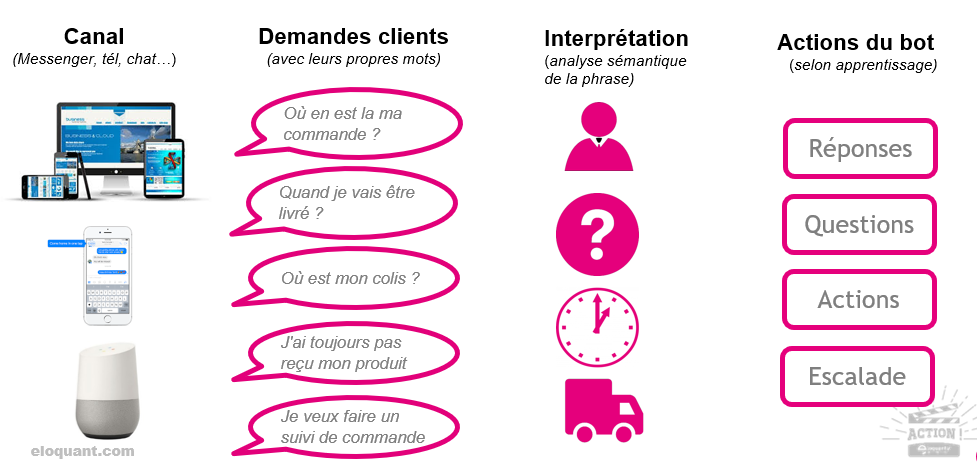 Canal
(Messenger, tél, chat…)
Demandes clients
(avec leurs propres mots)
Interprétation
(analyse sémantique
de la phrase)
Actions du bot
(selon apprentissage)
Où en est la ma
commande ?
Quand je vais être
livré ?
Où est mon colis ?
J'ai toujours pas
reçu mon produit
Je veux faire un
suivi de commande
Réponses
Questions
Actions
Escalade
BUSINESS & CLOUD
eloquant.com
ACTION!